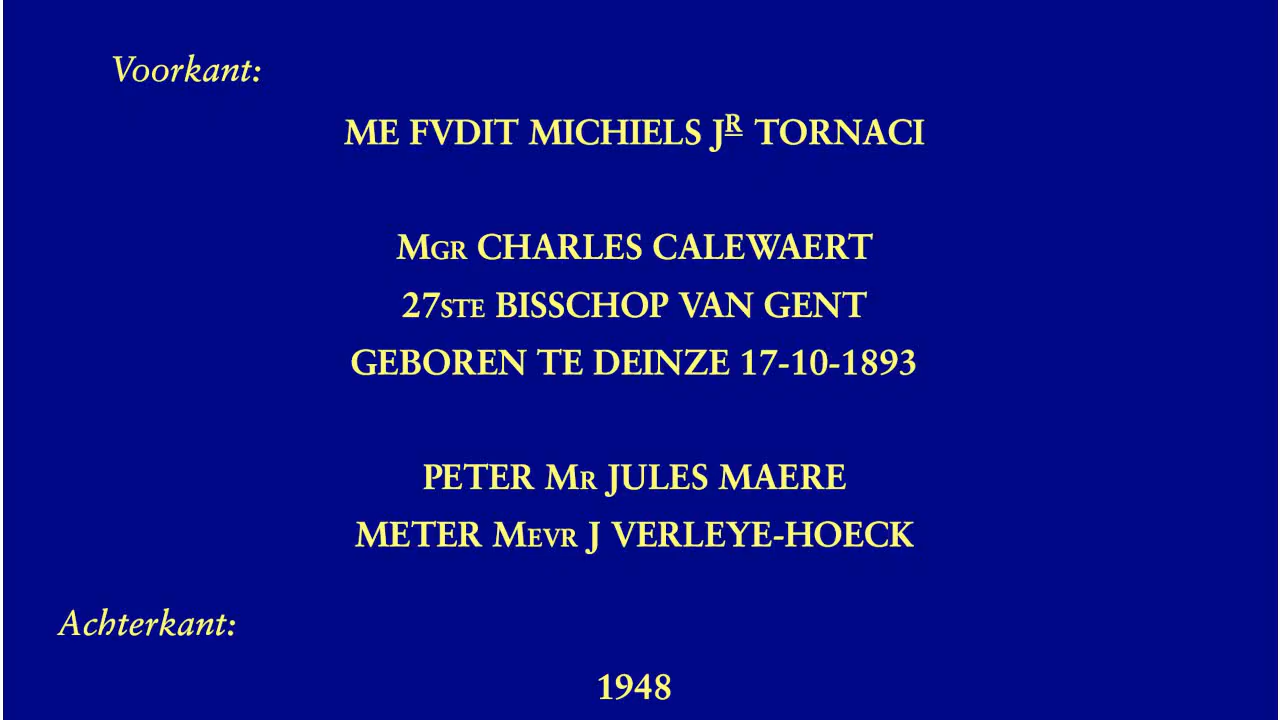 Voorkant:
ME FVDIT MICHIELS JR TORNACI
MGR CHARLES CALEWAERT
27STE BISSCHOP VAN GENT
GEBOREN TE DEINZE 17-10-1893
PETER MR JULES MAERE
METER MEVR J VERLEYE-HOECK
Achterkant:
1948